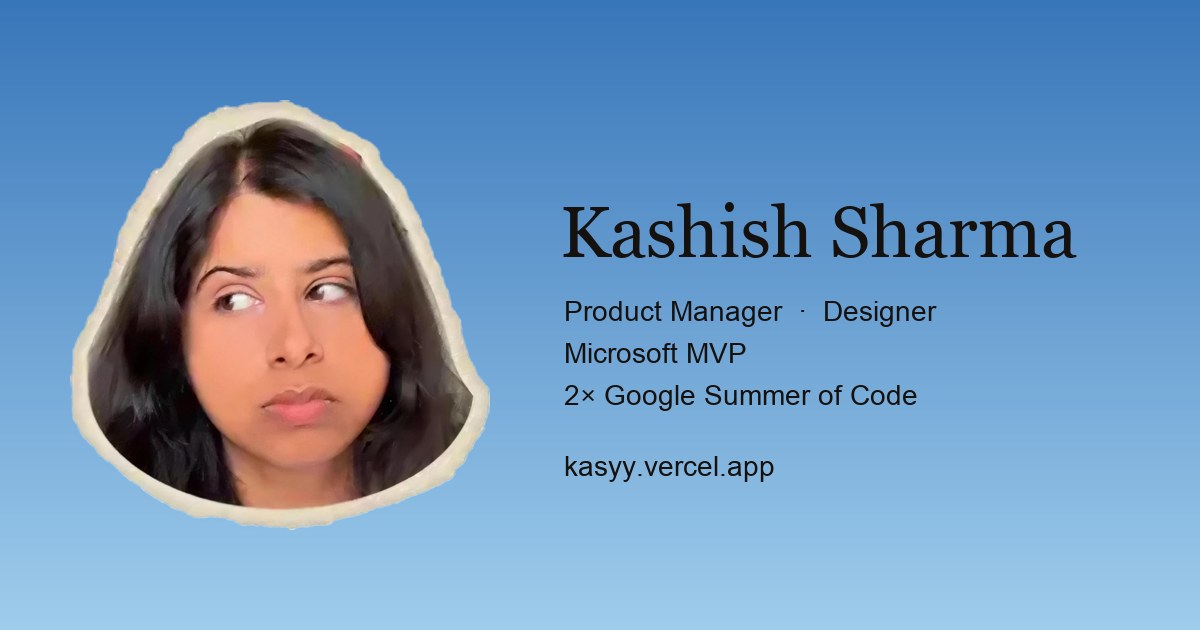 Kashish Sharma
Product Manager · Designer
Microsoft MVP
2× Google Summer of Code
kasyy.vercel.app